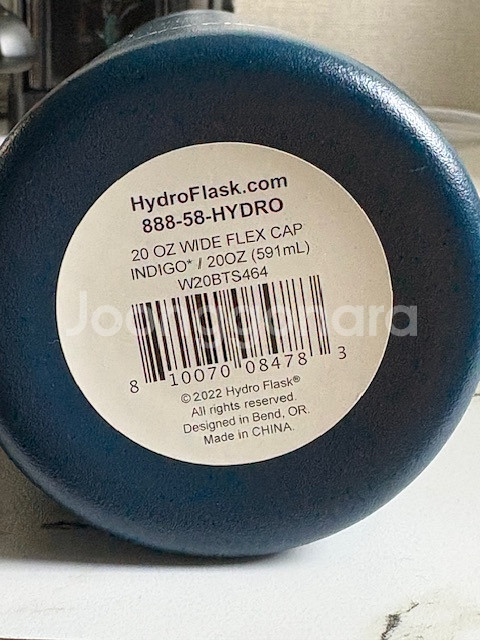 HydroFlask.com
888-58-HYDRO
20 OZ WIDE FLEX CAP
INDIGO* / 20OZ (591mL)
W20BTS464
Joonggonara
8 10070 08478 3
©2022 Hydro Flask®
All rights reserved.
Designed in Bend, OR.
Made in CHINA.